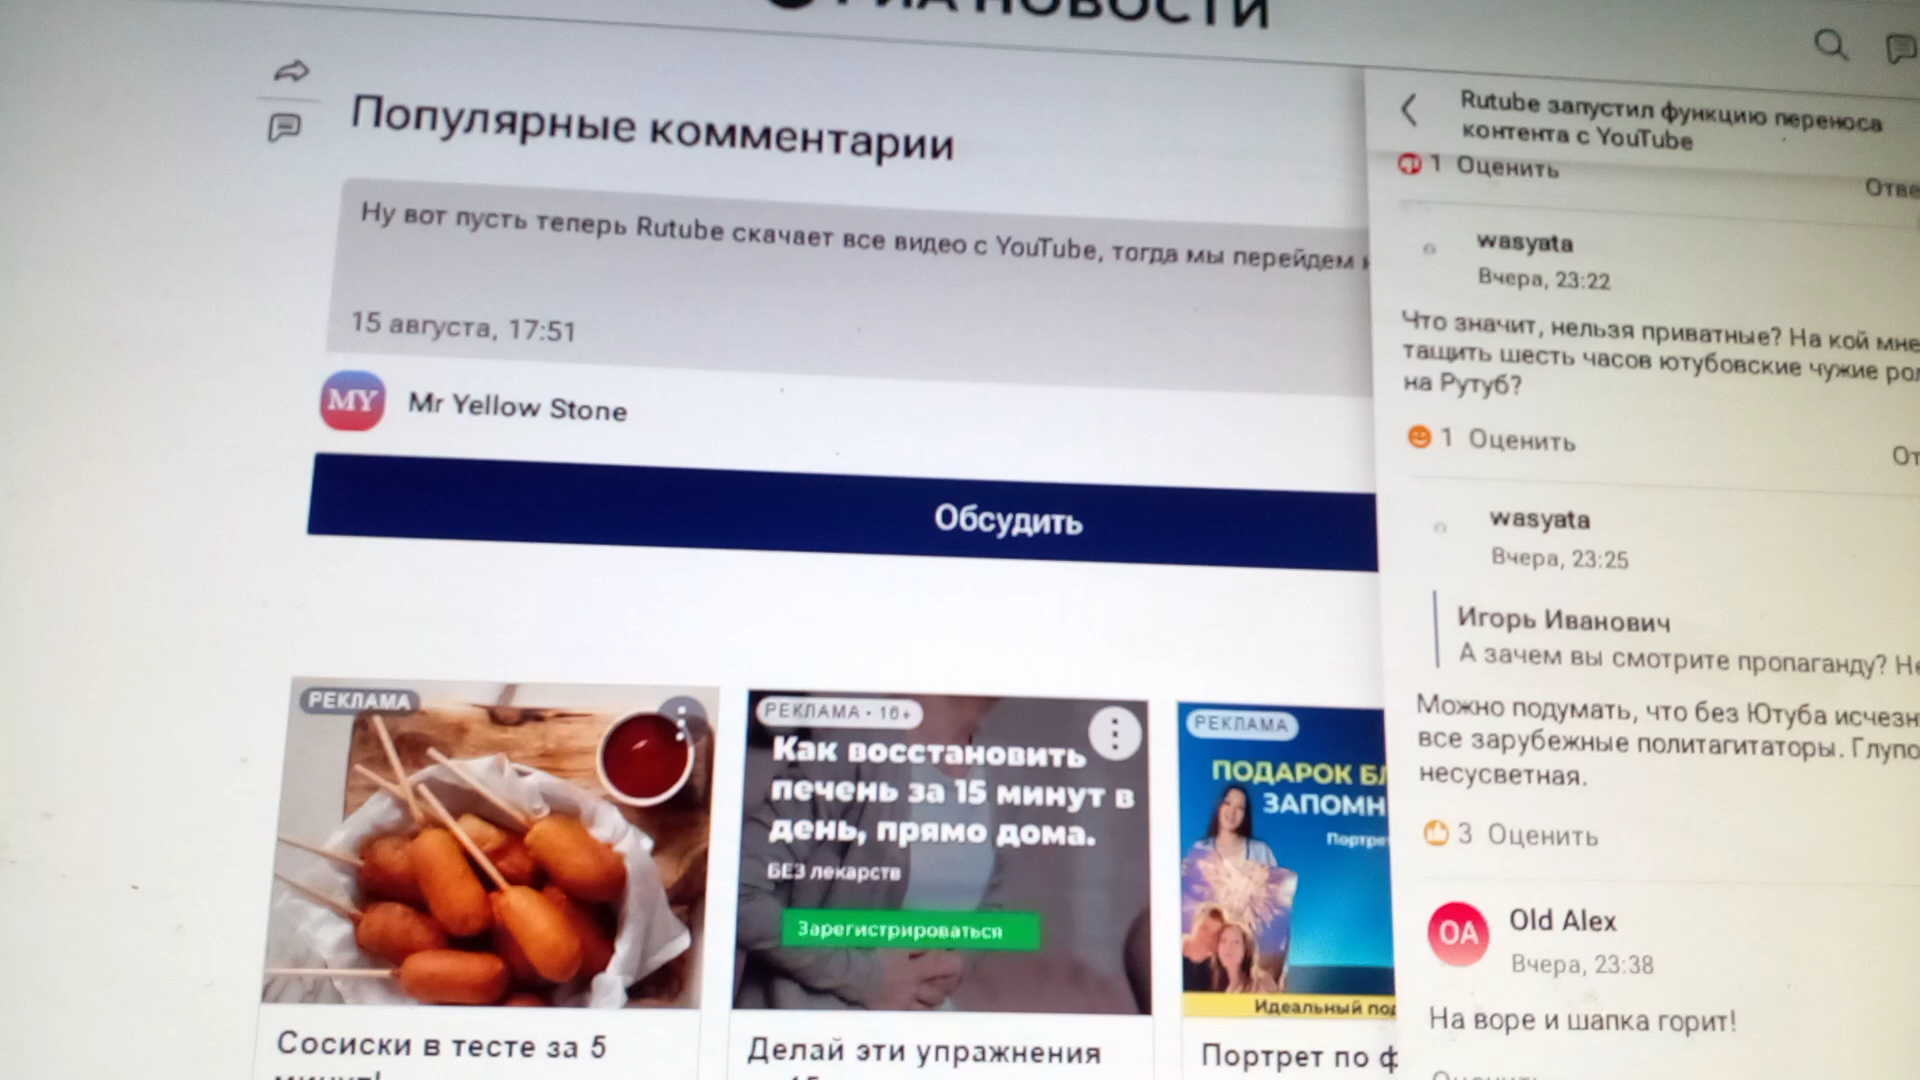 РИА НОВОСТИ
Популярные комментарии
Ну вот пусть теперь Rutube скачает все видео с YouTube, тогда мы перейдем
15 августа, 17:51
MY
Mr Yellow Stone
Обсудить
РЕКЛАМА
Сосиски в тесте за 5
РЕКЛАМА • 16+
Как восстановить
печень за 15 минут в
день, прямо дома.
БЕЗ лекарств
Зарегистрироваться
Делай эти упражнения
РЕКЛАМА
ПОДАРОК
ЗАПОМН
Портре
Идеальный
Портрет по ф
Rutube запустил функцию переноса
контента с YouTube
1 Оценить
Отве
wasyata
Вчера, 23:22
Что значит, нельзя приватные? На кой мне
тащить шесть часов ютубовские чужие
на Рутуб?
1 Оценить
От
wasyata
Вчера, 23:25
Игорь Иванович
А зачем вы смотрите пропаганду? Не
Можно подумать, что без Ютуба исчезн
все зарубежные политагитаторы. Глупо
несусветная.
3 Оценить
OA
Old Alex
Вчера, 23:38
На воре и шапка горит!